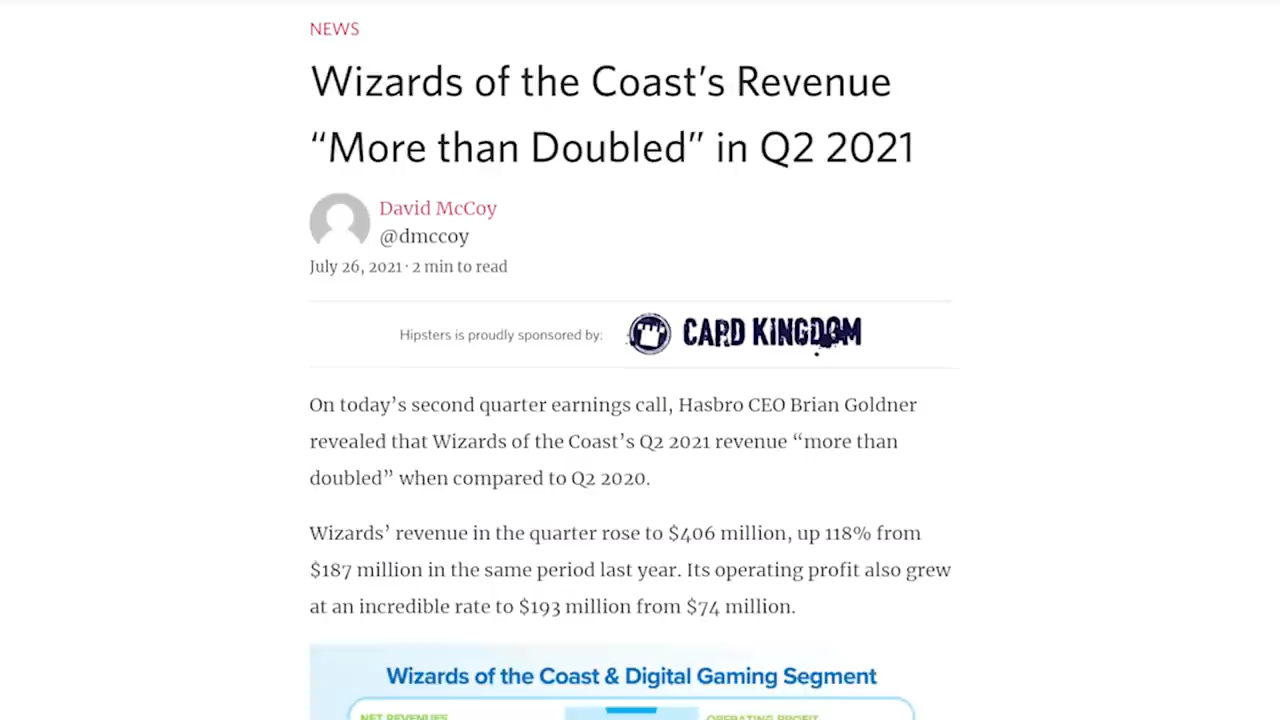 NEWS
Wizards of the Coast’s Revenue
“More than Doubled” in Q2 2021
David McCoy
@dmccoy
July 26, 2021 · 2 min to read
Hipsters is proudly sponsored by:
CARD KINGDOM
On today’s second quarter earnings call, Hasbro CEO Brian Goldner
revealed that Wizards of the Coast’s Q2 2021 revenue “more than
doubled” when compared to Q2 2020.
Wizards’ revenue in the quarter rose to $406 million, up 118% from
$187 million in the same period last year. Its operating profit also grew
at an incredible rate to $193 million from $74 million.
Wizards of the Coast & Digital Gaming Segment
NET REVENUES
OPERATING PROFIT